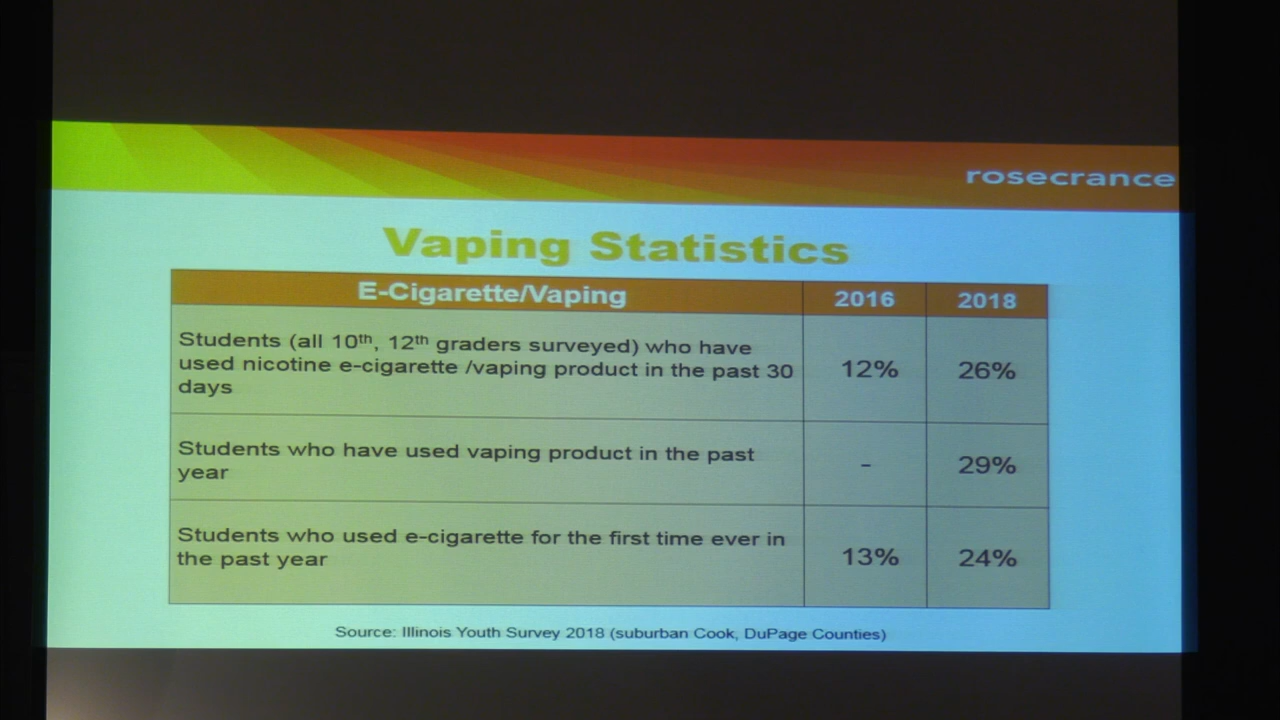 rosecrance
Vaping Statistics
E-Cigarette/Vaping 2016 2018
Students (all 10th, 12th graders surveyed) who have
used nicotine e-cigarette /vaping product in the past 30
days
12% 26%
Students who have used vaping product in the past
year
- 29%
Students who used e-cigarette for the first time ever in
the past year
13% 24%
Source: Illinois Youth Survey 2018 (suburban Cook, DuPage Counties)